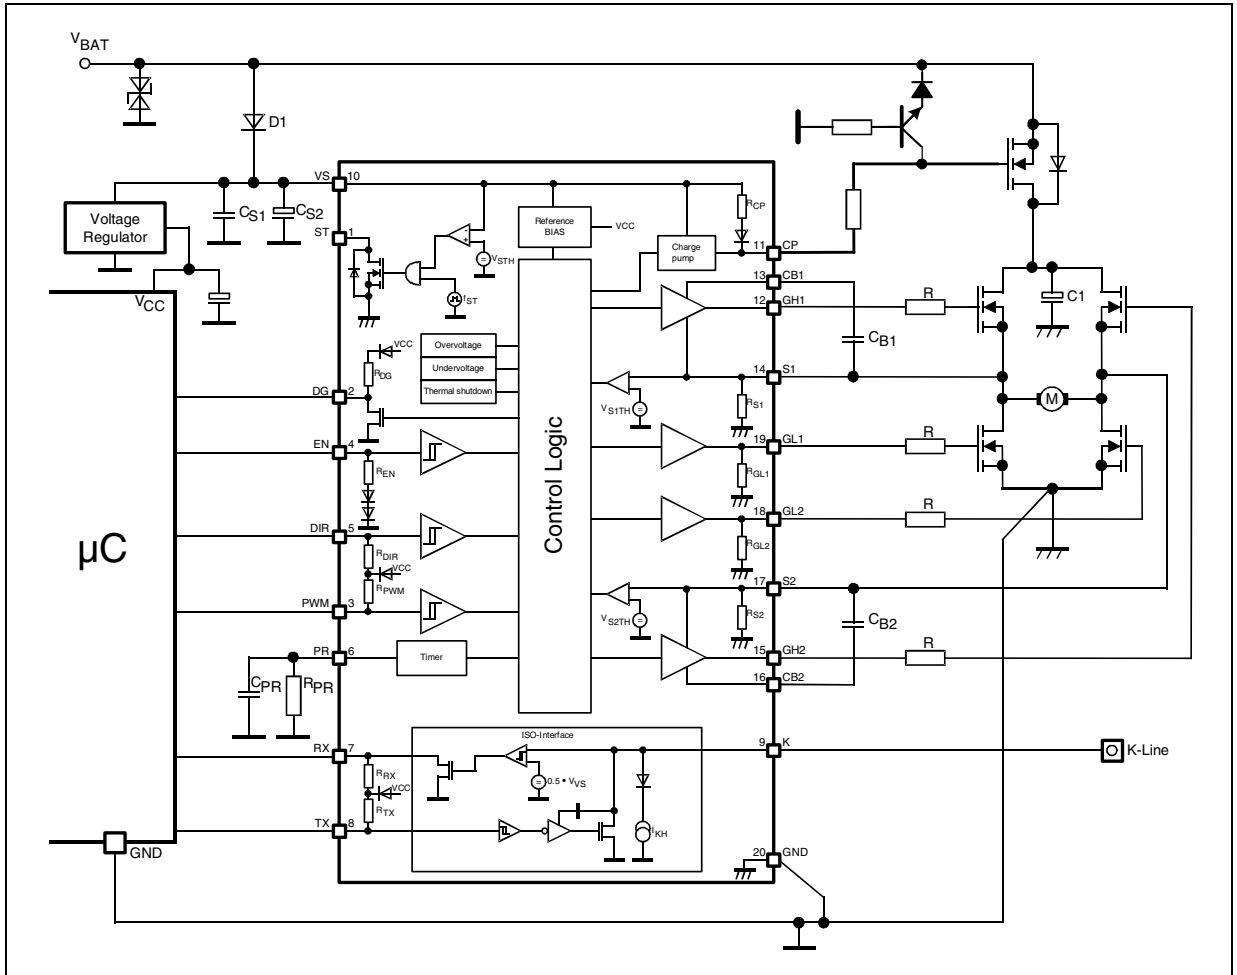 VBAT
D1
VS 10
RCP
CS1
CS2
Voltage
Regulator
Reference
BIAS
VCC
ST 1
Charge
pump
11 CP
VSTH
13 CB1
fST
12 GH1
R
C1
VCC
CB1
VCC
Overvoltage
RDG
Undervoltage
Thermal shutdown
14 S1
DG 2
VS1TH
RS1
M
EN 4
19 GL1
R
REN
RGL1
Control Logic
18 GL2
R
DIR 5
µC
RDIR
RGL2
VCC
RPWM
17 S2
PWM 3
VS2TH
RS2
CB2
PR 6
Timer
15 GH2
R
CPR
RPR
16 CB2
ISO-Interface
RX 7
9 K
K-Line
RRX
0.5 • VVS
VCC
RTX
TX 8
IKH
GND
20 GND